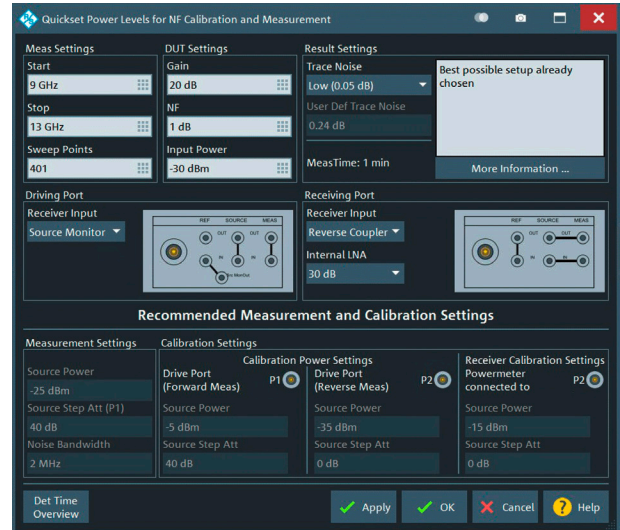 Quickset Power Levels for NF Calibration and Measurement
Meas Settings
DUT Settings
Result Settings
Start
Gain
Trace Noise
9 GHz
20 dB
Low (0.05 dB)
Best possible setup already
chosen
Stop
NF
User Def Trace Noise
13 GHz
1 dB
0.24 dB
Sweep Points
Input Power
401
-30 dBm
MeasTime: 1 min
More Information ...
Driving Port
Receiving Port
Receiver Input
Source Monitor
REF SOURCE MEAS
OUT OUT
IN IN
Receiver Input
Reverse Coupler
Internal LNA
30 dB
REF SOURCE MEAS
OUT OUT
IN IN
Recommended Measurement and Calibration Settings
Measurement Settings
Calibration Settings
Source Power
-25 dBm
Source Step Att (P1)
40 dB
Noise Bandwidth
2 MHz
Calibration Power Settings
Drive Port
(Forward Meas)
P1
Source Power
-5 dBm
Source Step Att
40 dB
Drive Port
(Reverse Meas)
P2
Source Power
-35 dBm
Source Step Att
0 dB
Receiver Calibration Settings
Powermeter
connected to
P2
Source Power
-15 dBm
Source Step Att
0 dB
Det Time
Overview
Apply
OK
Cancel
? Help